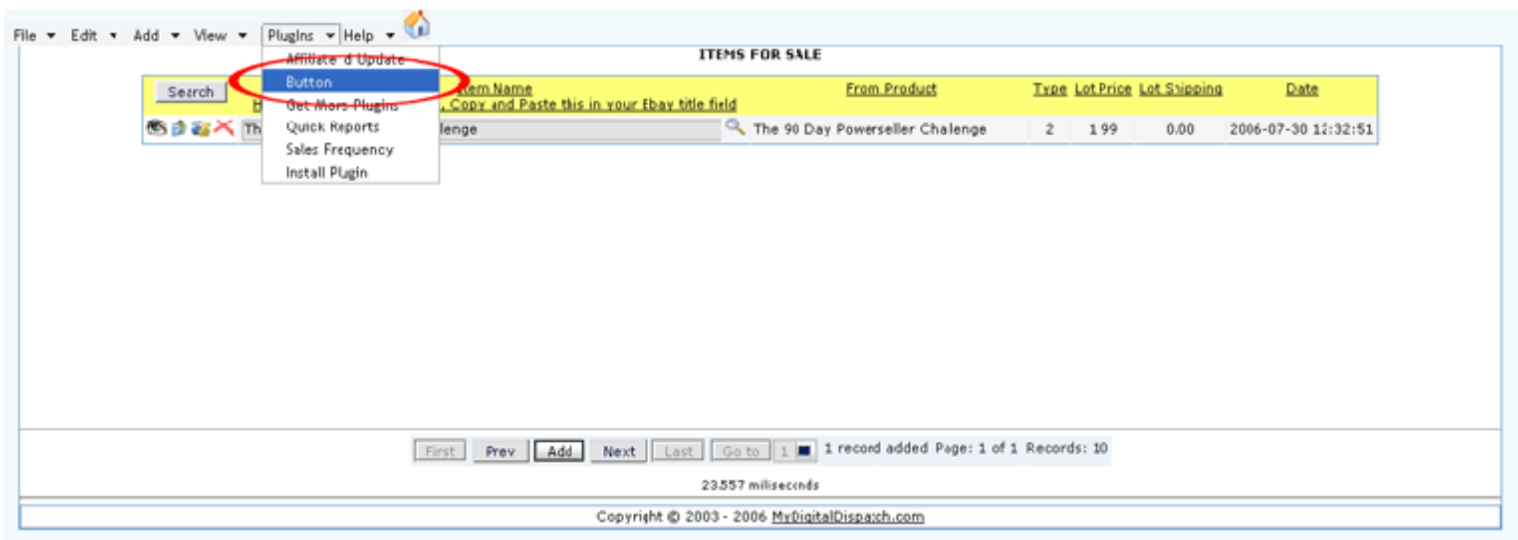 File Edit Add View PlugIns Help
ITEMS FOR SALE
Affiliate d Update
Button
Get More Plugins
Quick Reports
Sales Frequency
Install Plugin
Search
Item Name From Product Type Lot Price Lot Shipping Date
, Copy and Paste this in your Ebay title field
Th lenge The 90 Day Powerseller Chalenge 2 1 99 0.00 2006-07-30 12:32:51
First Prev Add Next Last Go to 1 1 record added Page: 1 of 1 Records: 10
23.557 miliseconds
Copyright © 2003 - 2006 MyDigitalDispatch.com